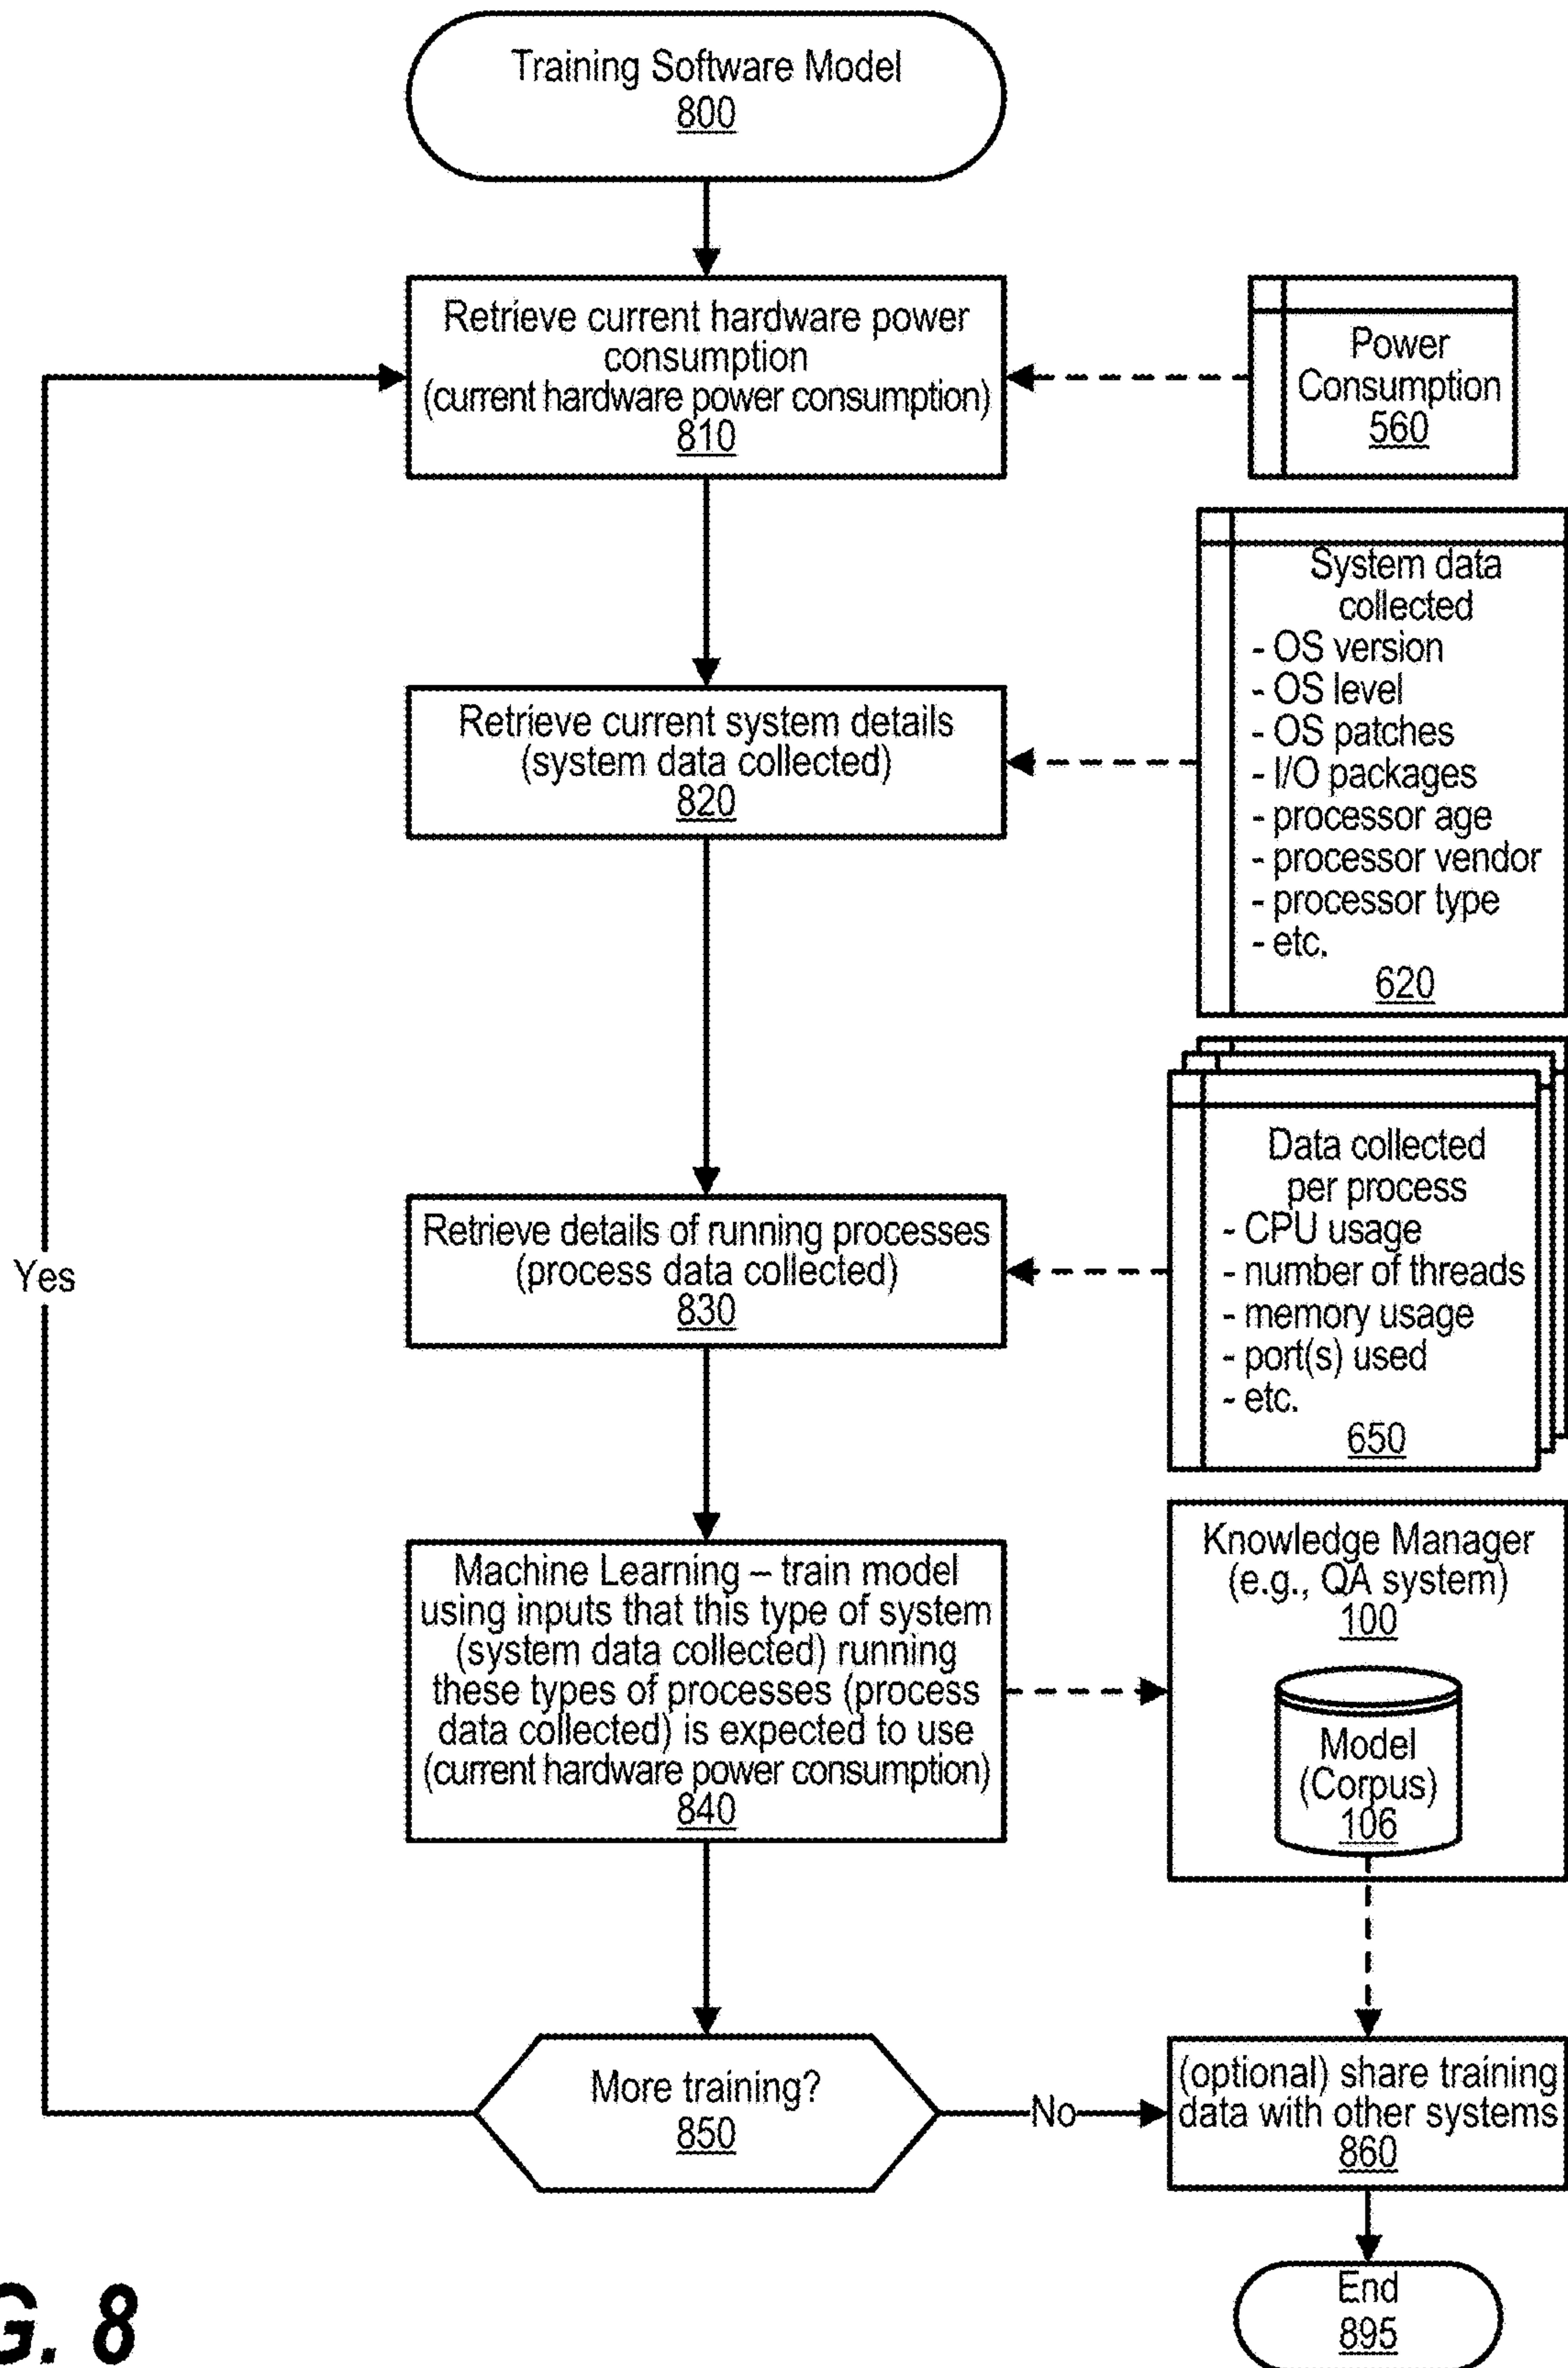 Training Software Model
800
Retrieve current hardware power
consumption
(current hardware power consumption)
810
Power
Consumption
560
System data
collected
- OS version
- OS level
- OS patches
- I/O packages
- processor age
- processor vendor
- processor type
- etc.
620
Retrieve current system details
(system data collected)
820
Data collected
per process
- CPU usage
- number of threads
- memory usage
- port(s) used
- etc.
650
Retrieve details of running processes
(process data collected)
830
Yes
Machine Learning – train model
using inputs that this type of system
(system data collected) running
these types of processes (process
data collected) is expected to use
(current hardware power consumption)
840
Knowledge Manager
(e.g., QA system)
100
Model
(Corpus)
106
More training?
850
No
(optional) share training
data with other systems
860
End
895
G. 8